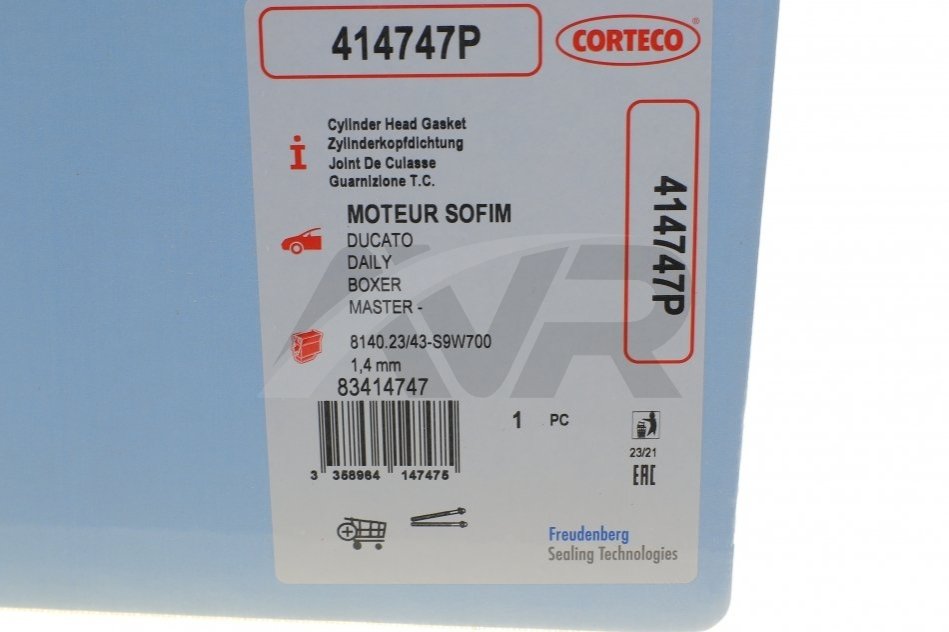 414747P
CORTECO®
Cylinder Head Gasket
Zylinderkopfdichtung
Joint De Culasse
Guarnizione T.C.
414747P
MOTEUR SOFIM
DUCATO
DAILY
BOXER
MASTER -
8140.23/43-S9W700
1,4 mm
83414747
1 PC
3 358964 147475
23/21
EAC
Freudenberg
Sealing Technologies
AVR